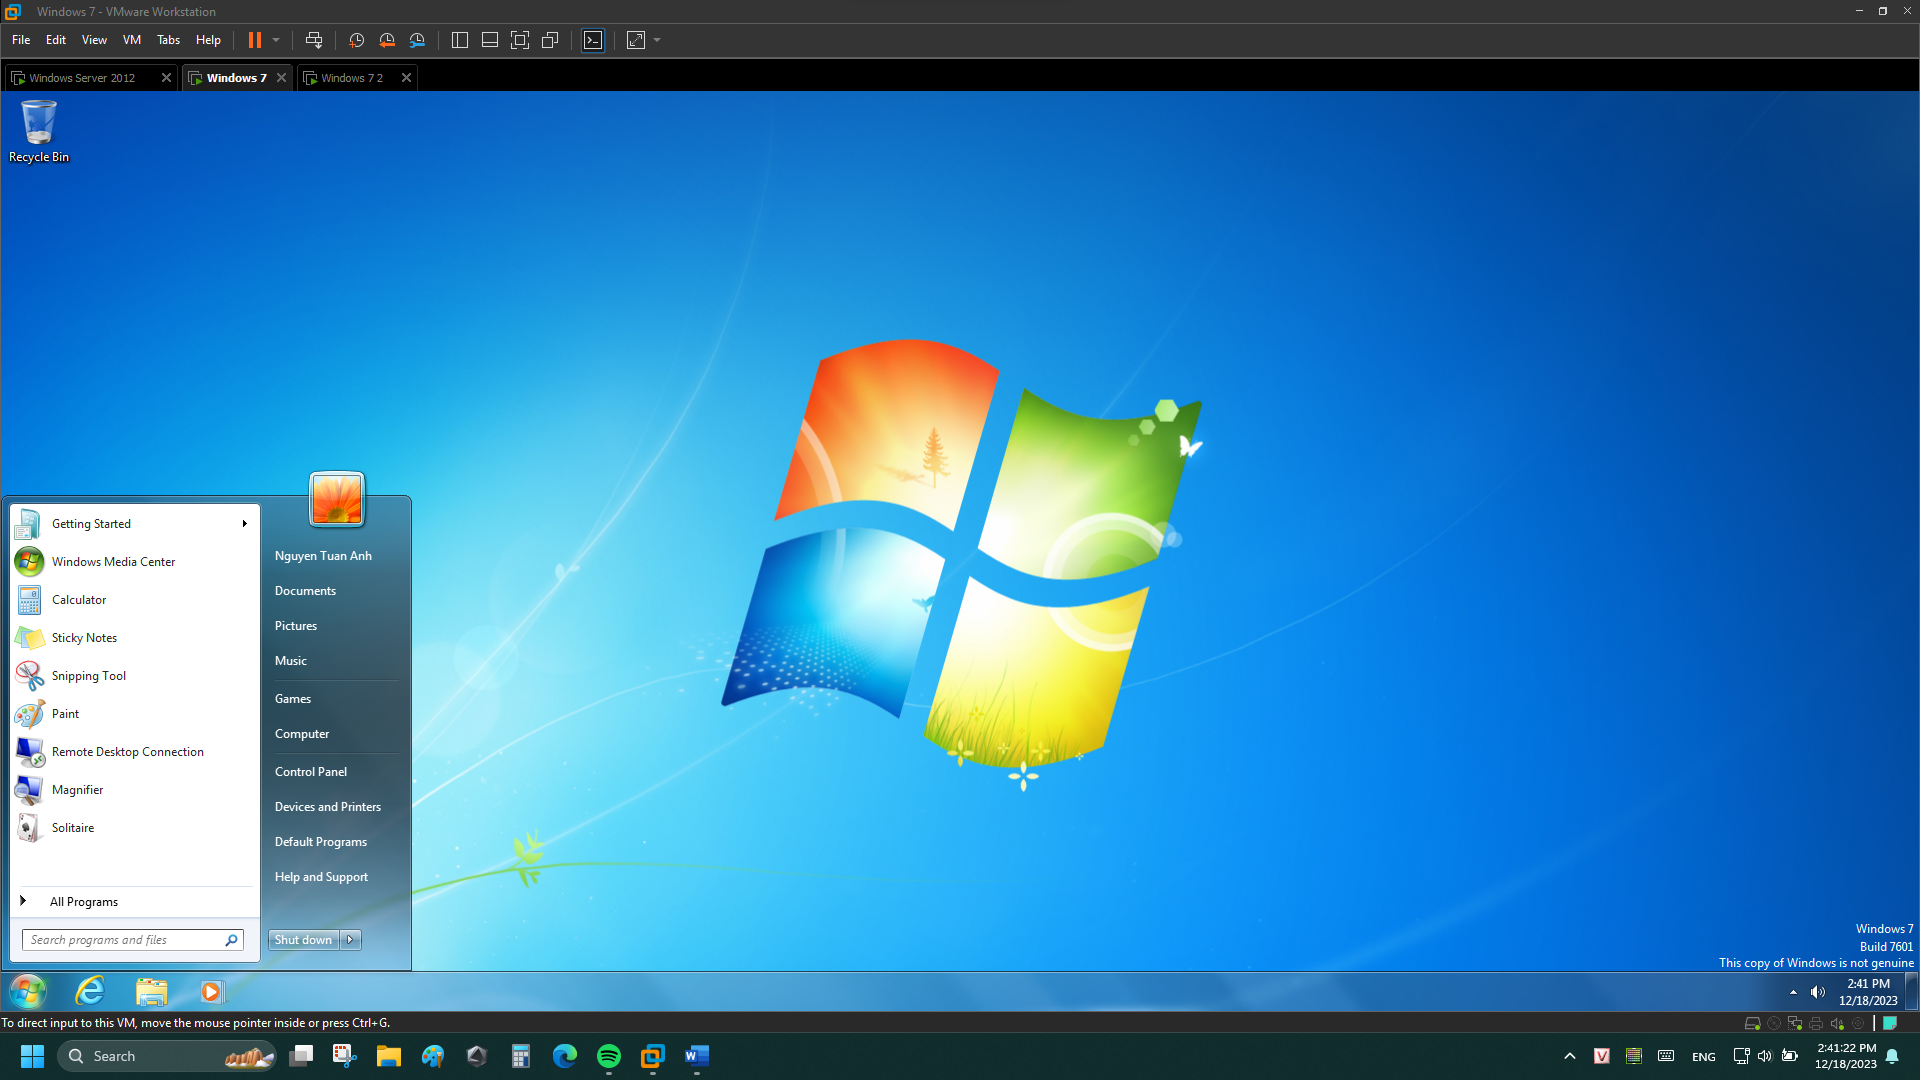 Windows 7 - VMware Workstation
File Edit View VM Tabs Help
Windows Server 2012
Windows 7
Windows 7 2
Recycle Bin
Getting Started
Windows Media Center
Calculator
Sticky Notes
Snipping Tool
Paint
Remote Desktop Connection
Magnifier
Solitaire
All Programs
Search programs and files
Nguyen Tuan Anh
Documents
Pictures
Music
Games
Computer
Control Panel
Devices and Printers
Default Programs
Help and Support
Shut down
Windows 7
Build 7601
This copy of Windows is not genuine
2:41 PM
12/18/2023
To direct input to this VM, move the mouse pointer inside or press Ctrl+G.
Search
ENG
2:41:22 PM
12/18/2023